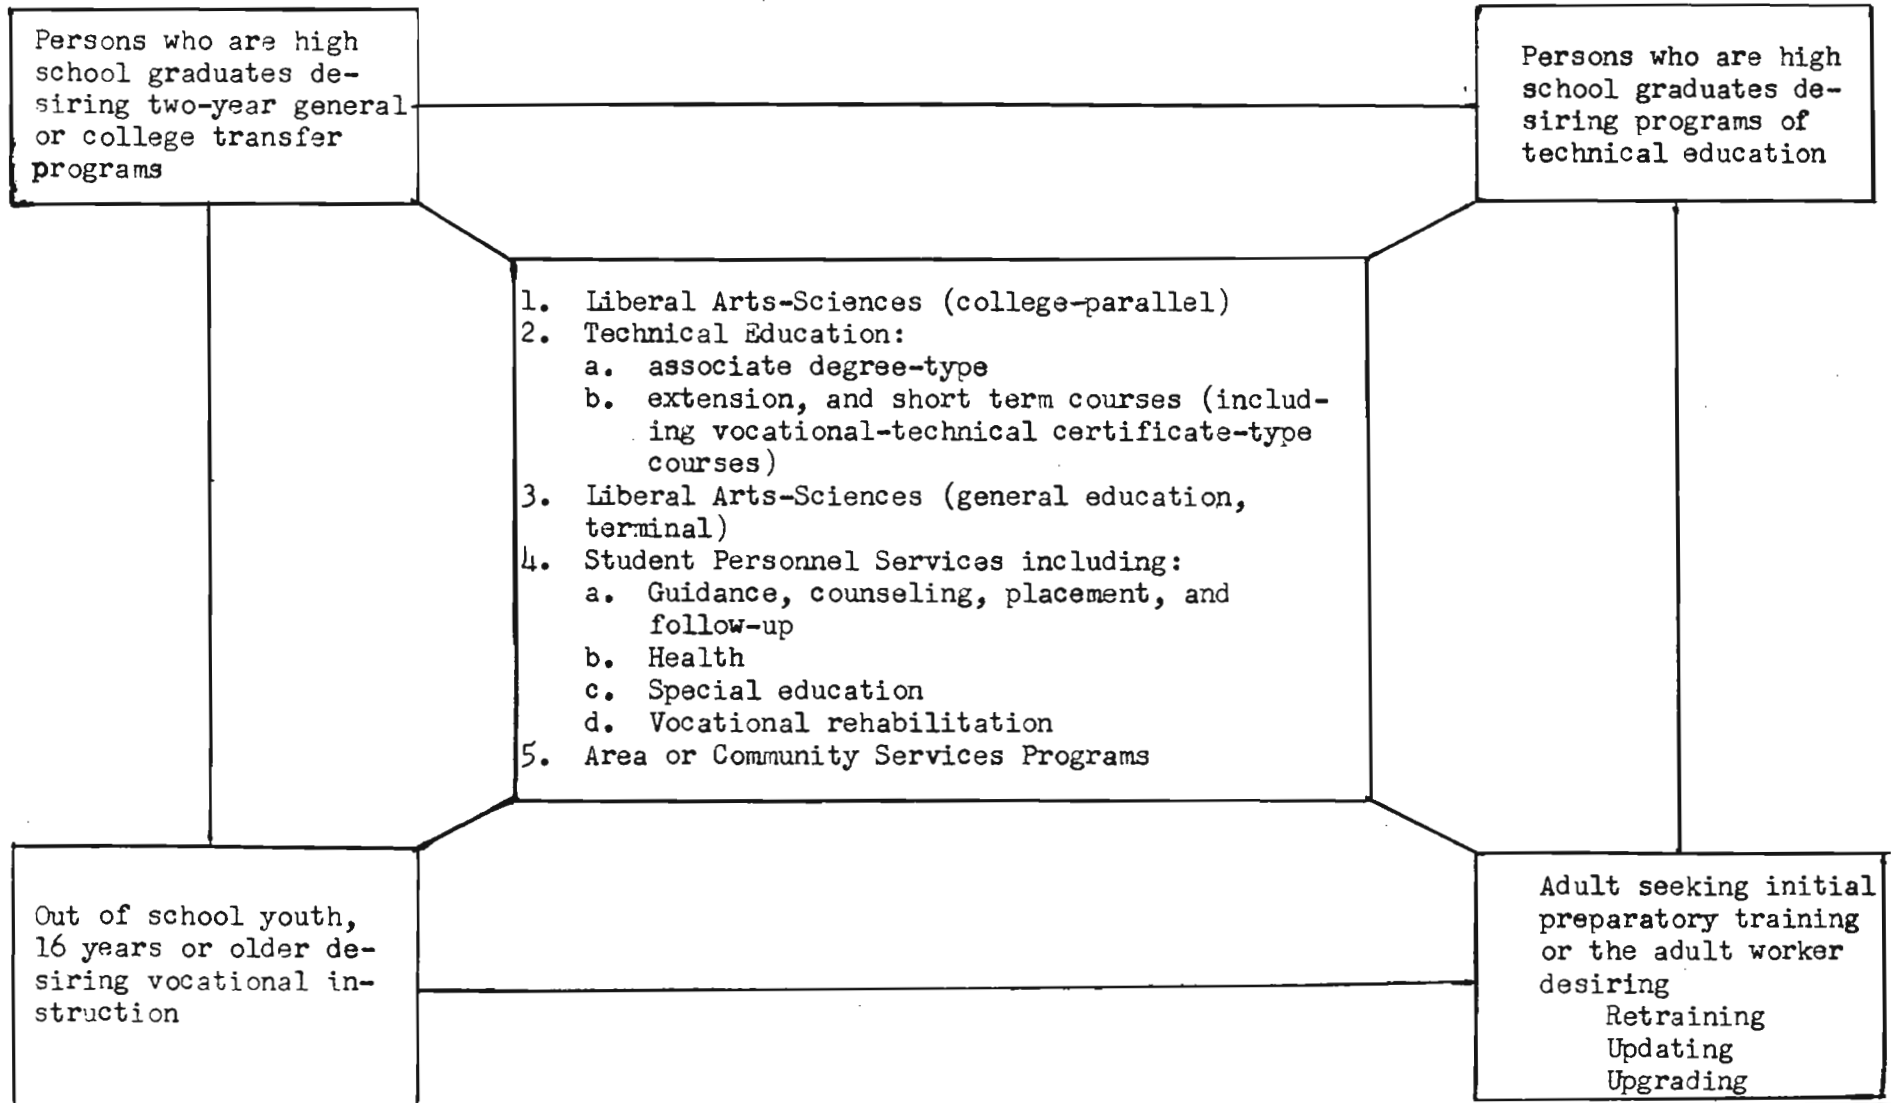 Persons who are high
school graduates de-
siring two-year general
or college transfer
programs
Persons who are high
school graduates de-
siring programs of
technical education
1. Liberal Arts-Sciences (college-parallel)
2. Technical Education:
a. associate degree-type
b. extension, and short term courses (includ-
ing vocational-technical certificate-type
courses)
3. Liberal Arts-Sciences (general education,
terminal)
4. Student Personnel Services including:
a. Guidance, counseling, placement, and
follow-up
b. Health
c. Special education
d. Vocational rehabilitation
5. Area or Community Services Programs
Out of school youth,
16 years or older de-
siring vocational in-
struction
Adult seeking initial
preparatory training
or the adult worker
desiring
Retraining
Updating
Upgrading